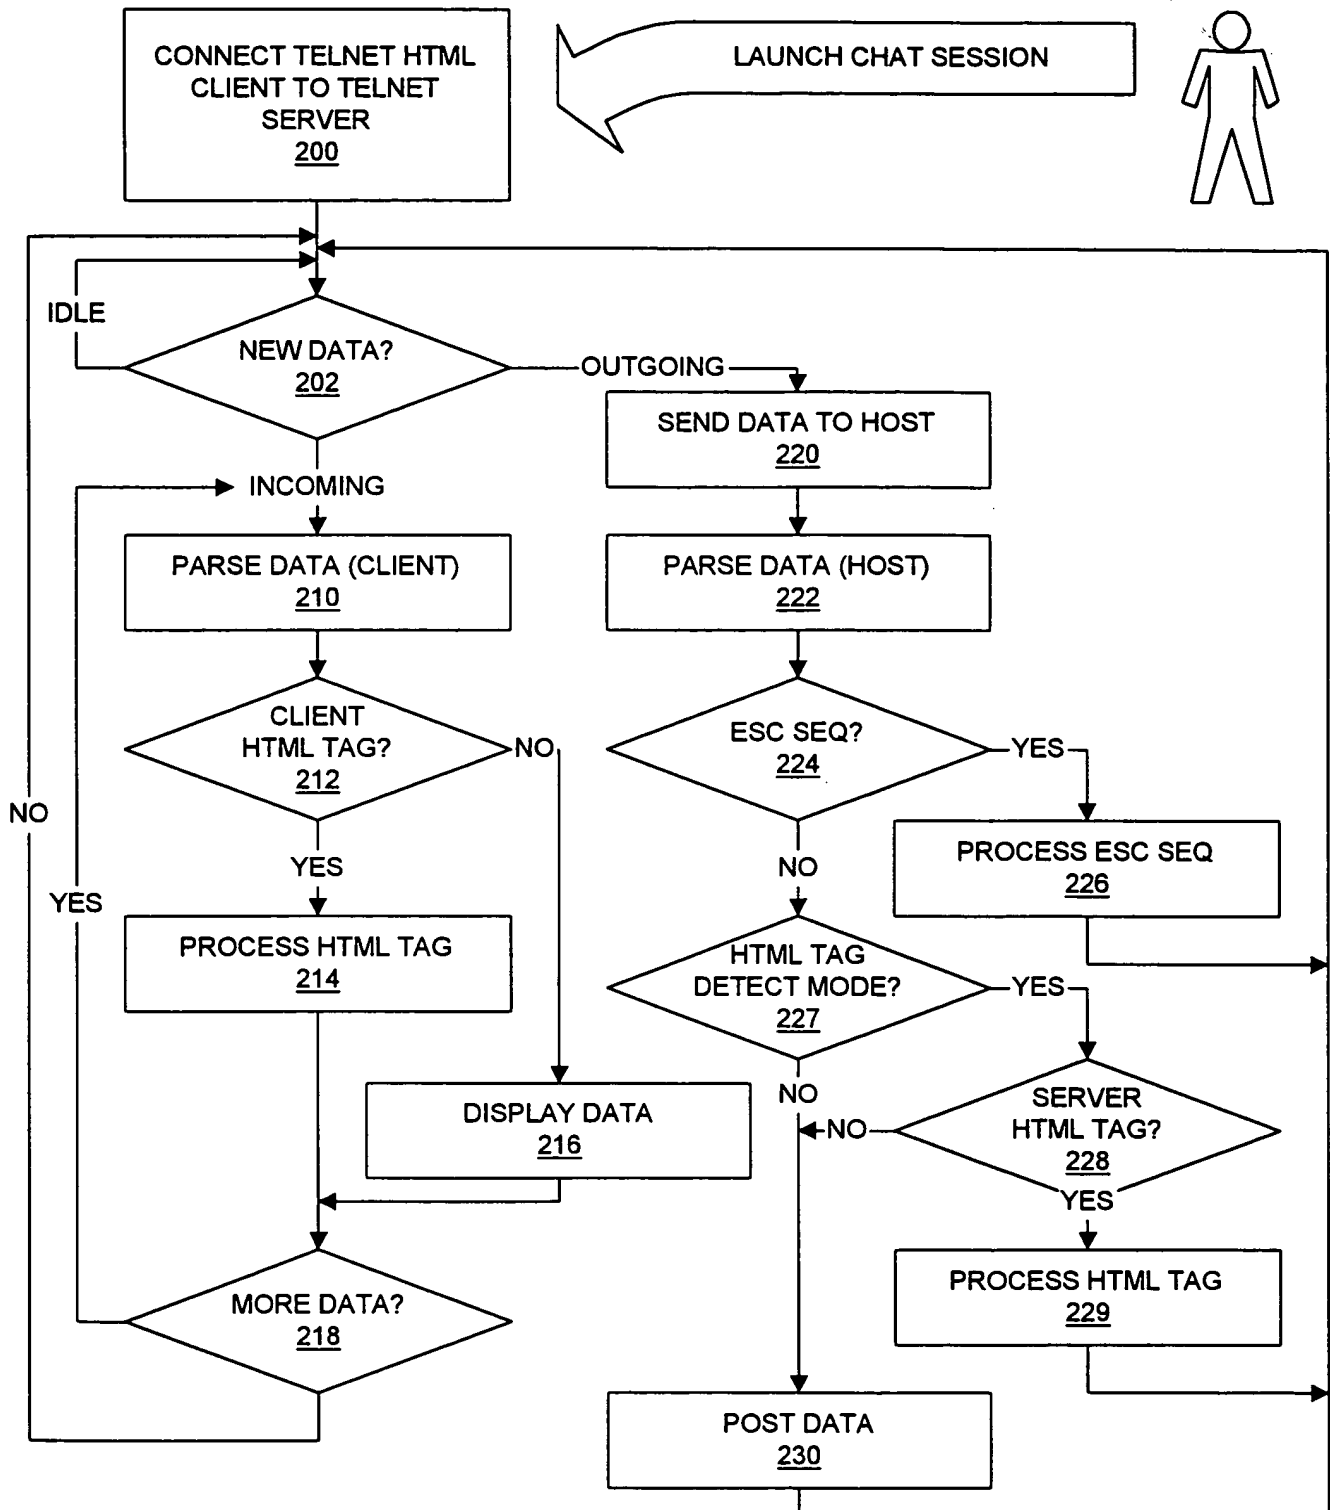 CONNECT TELNET HTML
CLIENT TO TELNET
SERVER
200
LAUNCH CHAT SESSION
IDLE
NEW DATA?
202
OUTGOING
SEND DATA TO HOST
220
INCOMING
PARSE DATA (CLIENT)
210
PARSE DATA (HOST)
222
CLIENT
HTML TAG?
212
NO
ESC SEQ?
224
YES
NO
YES
NO
PROCESS ESC SEQ
226
YES
PROCESS HTML TAG
214
HTML TAG
DETECT MODE?
227
YES
NO
DISPLAY DATA
216
SERVER
HTML TAG?
228
NO
YES
MORE DATA?
218
PROCESS HTML TAG
229
POST DATA
230